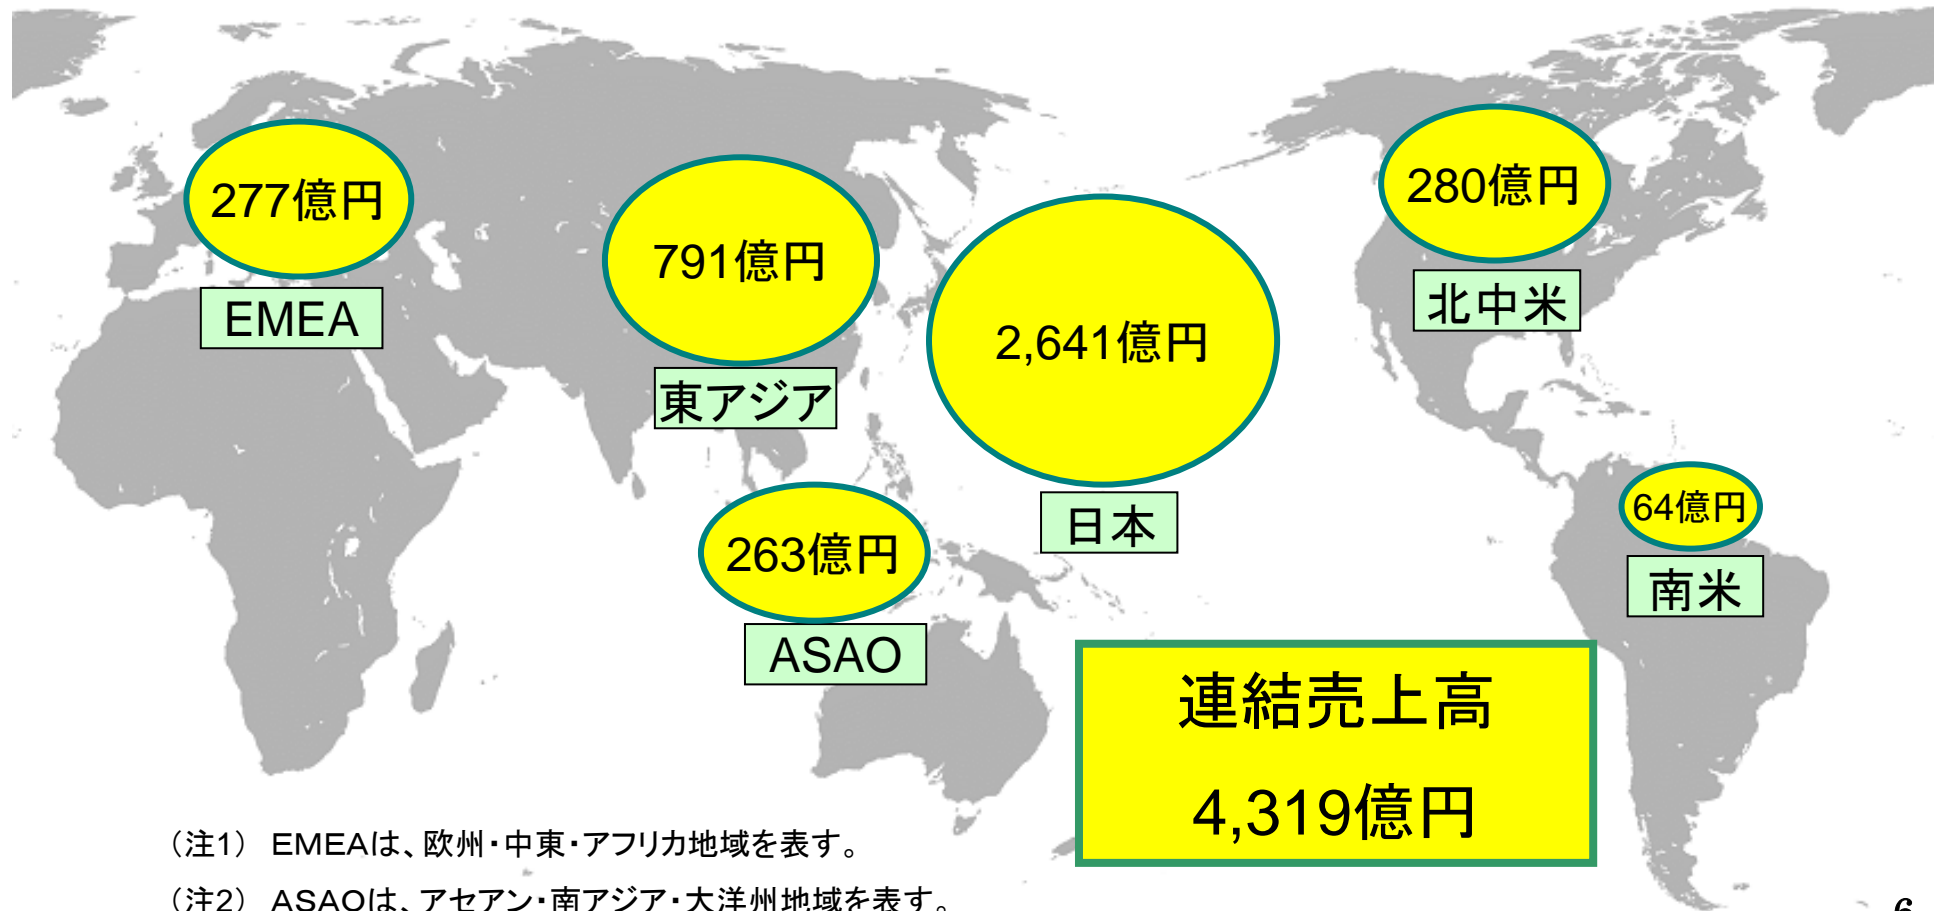 277億円
EMEA
791億円
東アジア
2,641億円
日本
280億円
北中米
64億円
南米
263億円
ASAO
連結売上高
4,319億円
（注1） EMEAは、欧州・中東・アフリカ地域を表す。
（注2） ASAOは、アセアン・南アジア・大洋州地域を表す。
6